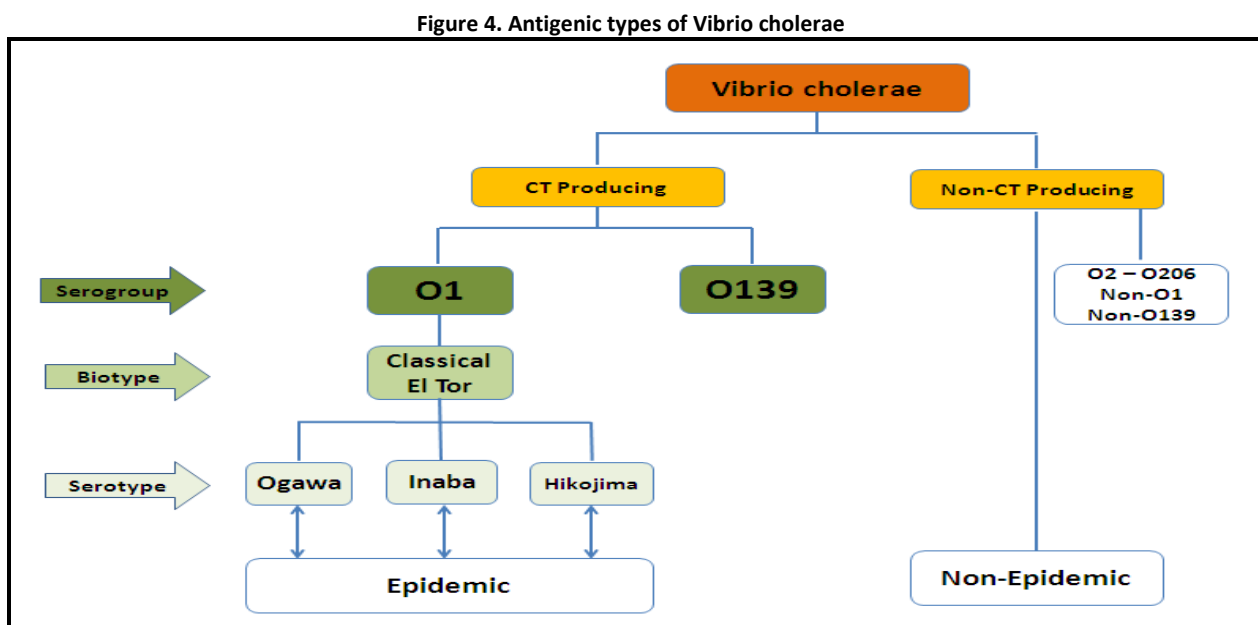 Figure 4. Antigenic types of Vibrio cholerae
Vibrio cholerae
CT Producing
Non-CT Producing
Serogroup
O1
O139
O2 – O206
Non-O1
Non-O139
Biotype
Classical
El Tor
Serotype
Ogawa
Inaba
Hikojima
Epidemic
Non-Epidemic